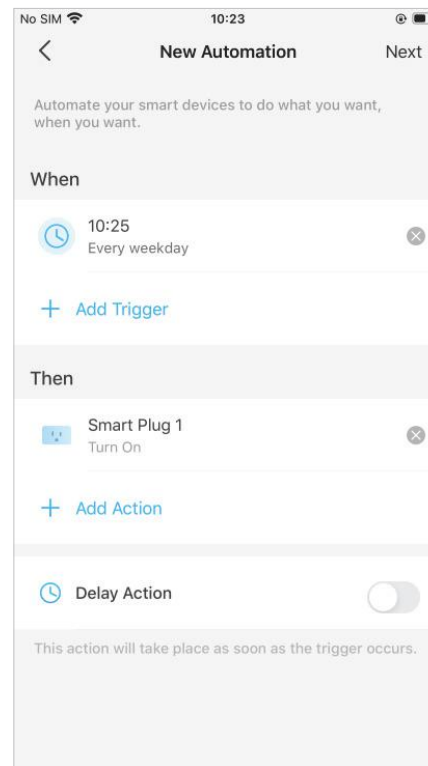 No SIM 10:23
New Automation Next
Automate your smart devices to do what you want,
when you want.
When
10:25
Every weekday
+ Add Trigger
Then
Smart Plug 1
Turn On
+ Add Action
Delay Action
This action will take place as soon as the trigger occurs.